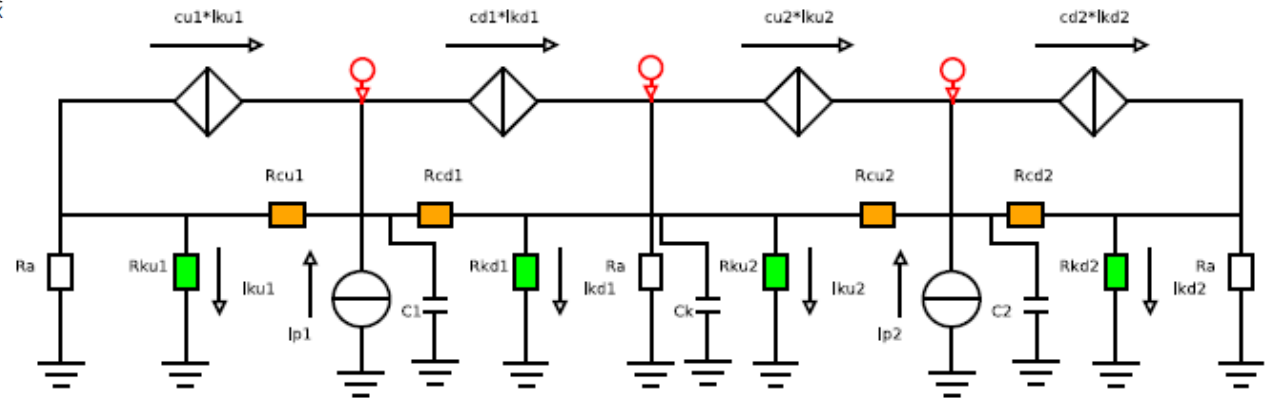 cu1*Iku1
cd1*Ikd1
cu2*Iku2
cd2*Ikd2
Rcu1
Rcd1
Rcu2
Rcd2
Ra
Rku1
Iku1
Ip1
C1
Rkd1
Ikd1
Ra
Ck
Rku2
Iku2
Ip2
C2
Rkd2
Ikd2
Ra